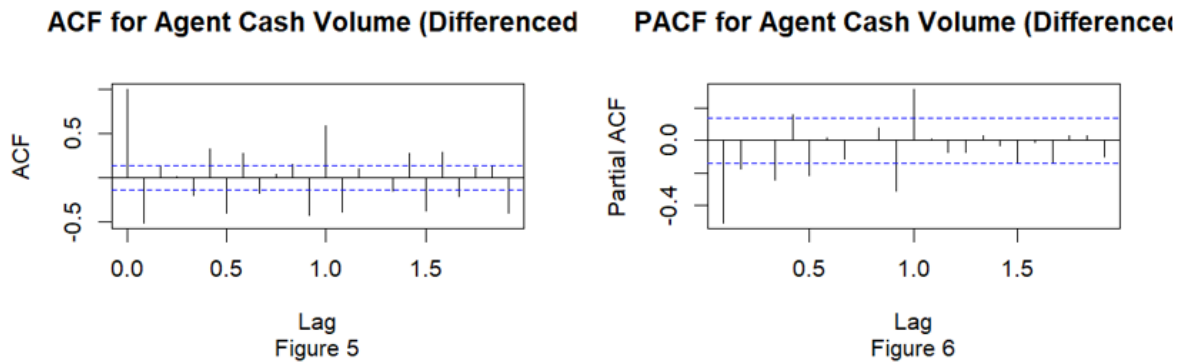 ACF for Agent Cash Volume (Differenced
ACF
0.5
-0.5
0.0 0.5 1.0 1.5
Lag
Figure 5
PACF for Agent Cash Volume (Differenced
Partial ACF
0.0
-0.4
0.5 1.0 1.5
Lag
Figure 6